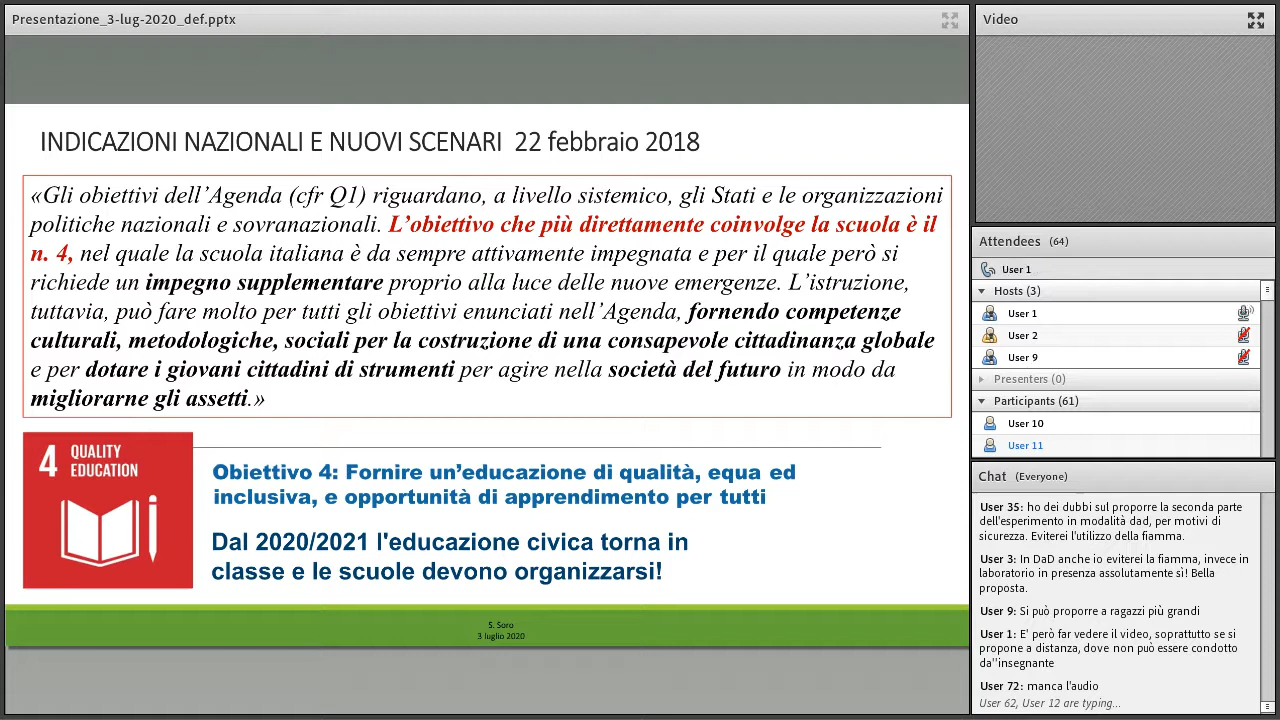 Presentazione_3-lug-2020_def.pptx
INDICAZIONI NAZIONALI E NUOVI SCENARI 22 febbraio 2018
«Gli obiettivi dell'Agenda (cfr Q1) riguardano, a livello sistemico, gli Stati e le organizzazioni
politiche nazionali e sovranazionali. L'obiettivo che più direttamente coinvolge la scuola è il
n. 4, nel quale la scuola italiana è da sempre attivamente impegnata e per il quale però si
richiede un impegno supplementare proprio alla luce delle nuove emergenze. L'istruzione,
tuttavia, può fare molto per tutti gli obiettivi enunciati nell'Agenda, fornendo competenze
culturali, metodologiche, sociali per la costruzione di una consapevole cittadinanza globale
e per dotare i giovani cittadini di strumenti per agire nella società del futuro in modo da
migliorarne gli assetti.»
4 QUALITY
EDUCATION
Obiettivo 4: Fornire un'educazione di qualità, equa ed
inclusiva, e opportunità di apprendimento per tutti
Dal 2020/2021 l'educazione civica torna in
classe e le scuole devono organizzarsi!
S. Soro
3 luglio 2020
Video
Attendees (64)
User 1
Hosts (3)
User 1
User 2
User 9
Presenters (0)
Participants (61)
User 10
User 11
Chat (Everyone)
User 35: ho dei dubbi sul proporre la seconda parte
dell'esperimento in modalità dad, per motivi di
sicurezza. Eviterei l'utilizzo della fiamma.
User 3: In DaD anche io eviterei la fiamma, invece in
laboratorio in presenza assolutamente sì! Bella
proposta.
User 9: Si può proporre a ragazzi più grandi
User 1: E' però far vedere il video, soprattutto se si
propone a distanza, dove non può essere condotto
da''insegnante
User 72: manca l'audio
User 62, User 12 are typing...